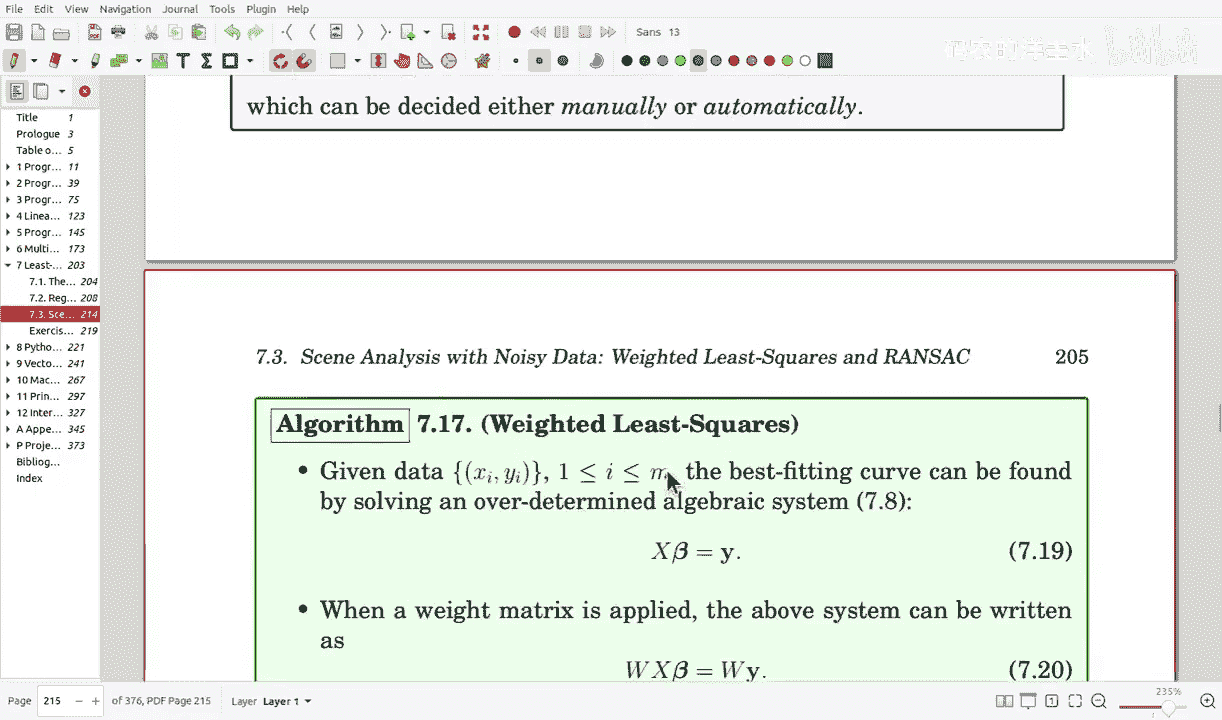 File Edit View Navigation Journal Tools Plugin Help
Sans 13
which can be decided either manually or automatically.
Title 1
Prologue 3
Table o... 5
1 Progr... 11
2 Progr... 39
3 Progr... 75
4 Linea... 123
5 Progr... 145
6 Multi... 173
7 Least-... 203
7.1. The... 204
7.2. Reg... 208
7.3. Sce... 214
Exercis... 219
8 Pytho... 221
9 Vecto... 241
10 Mac... 267
11 Prin... 297
12 Inter... 327
A Appe... 345
P Proje... 373
Bibliog...
Index
7.3. Scene Analysis with Noisy Data: Weighted Least-Squares and RANSAC 205
Algorithm 7.17. (Weighted Least-Squares)
• Given data {(xᵢ, yᵢ)}, 1 ≤ i ≤ m, the best-fitting curve can be found
by solving an over-determined algebraic system (7.8):
Xβ = y. (7.19)
• When a weight matrix is applied, the above system can be written
as
WXβ = Wy. (7.20)
Page 215 − + of 376, PDF Page 215 Layer Layer 1 235%